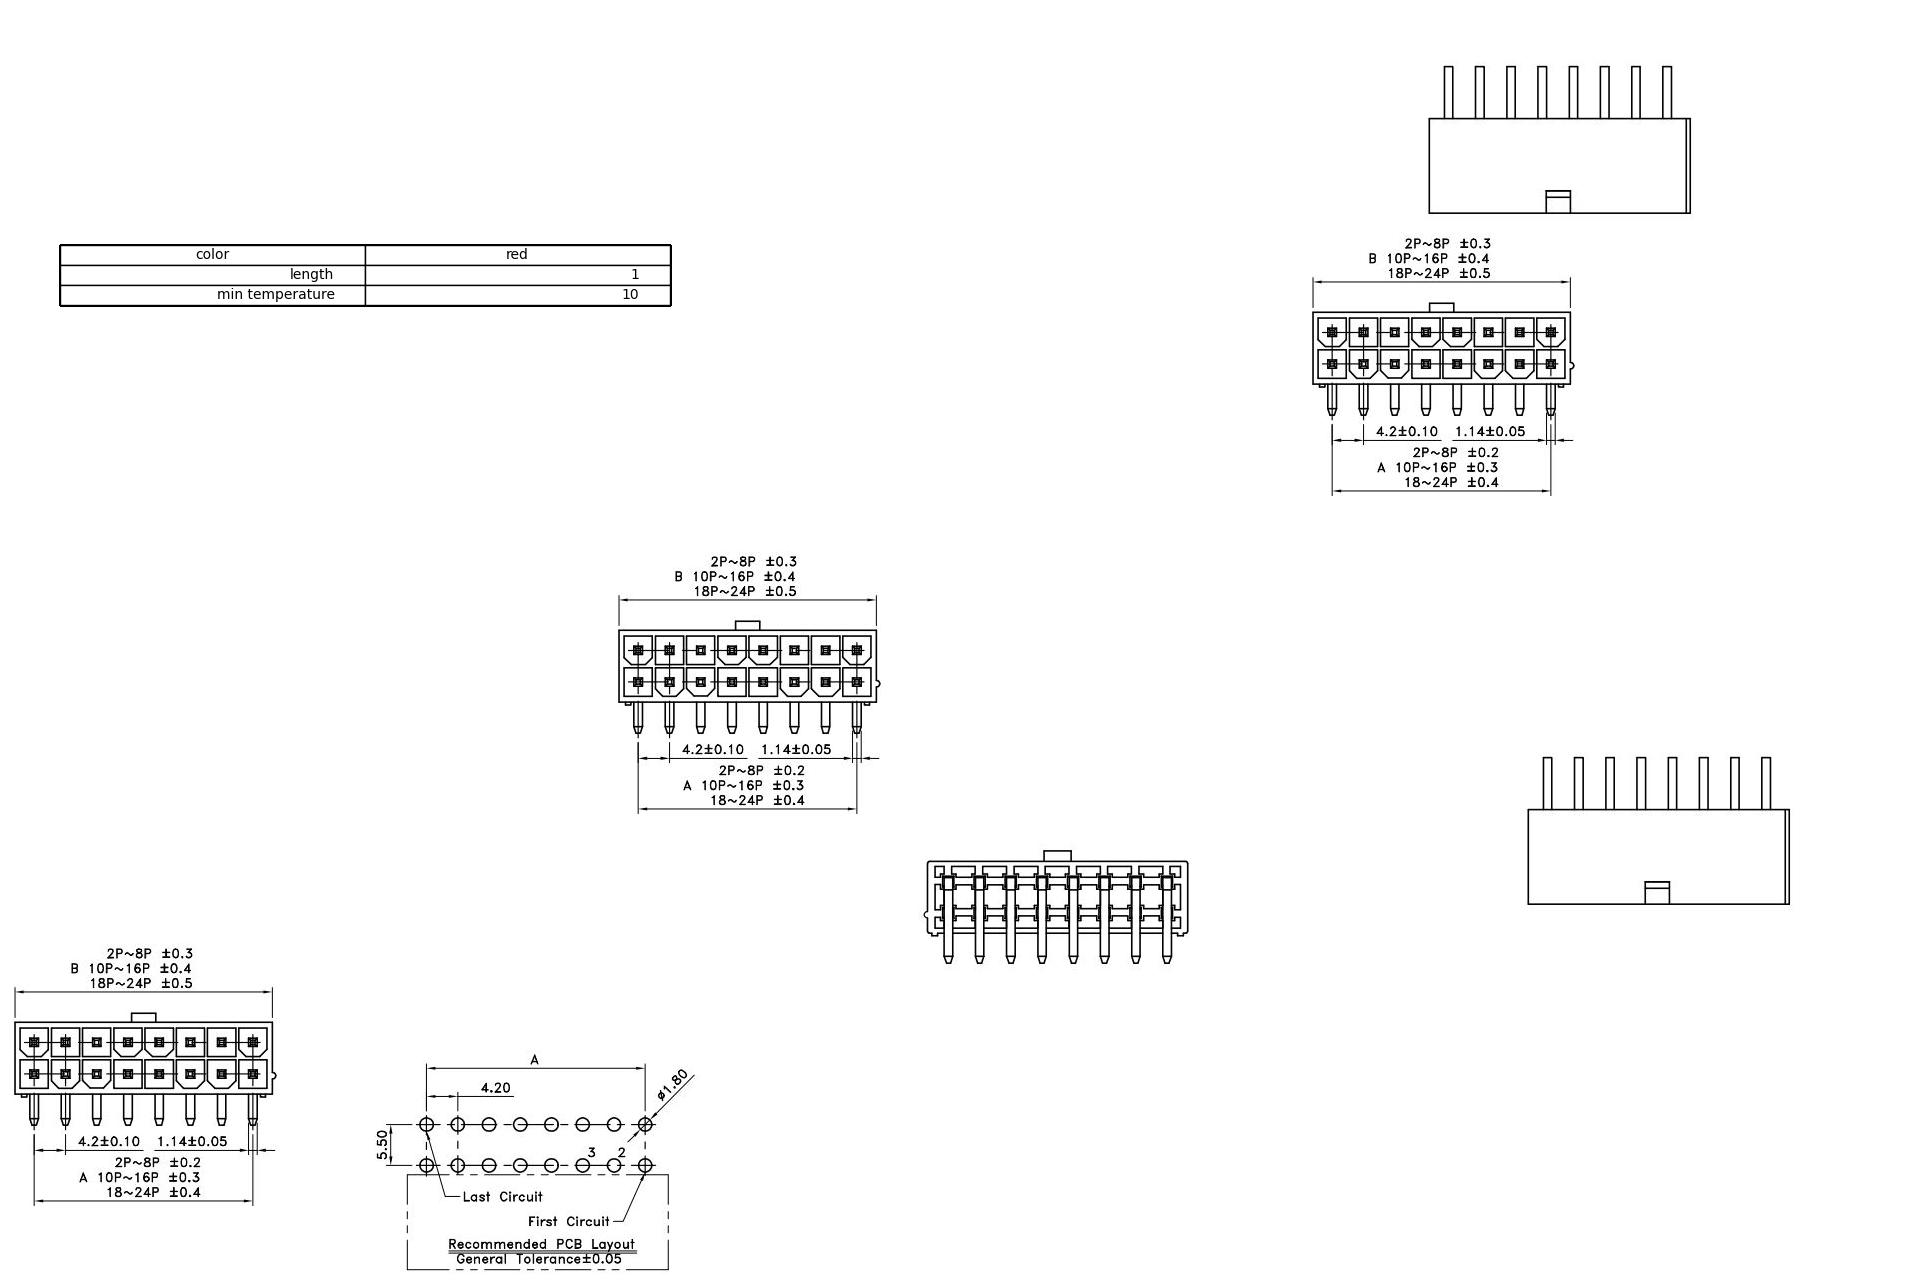 color red
length 1
min temperature 10
2P~8P ±0.3
B 10P~16P ±0.4
18P~24P ±0.5
4.2±0.10 1.14±0.05
2P~8P ±0.2
A 10P~16P ±0.3
18~24P ±0.4
2P~8P ±0.3
B 10P~16P ±0.4
18P~24P ±0.5
4.2±0.10 1.14±0.05
2P~8P ±0.2
A 10P~16P ±0.3
18~24P ±0.4
2P~8P ±0.3
B 10P~16P ±0.4
18P~24P ±0.5
4.2±0.10 1.14±0.05
2P~8P ±0.2
A 10P~16P ±0.3
18~24P ±0.4
A
4.20
ø1.80
5.50
3 2
Last Circuit
First Circuit
Recommended PCB Layout
General Tolerance±0.05